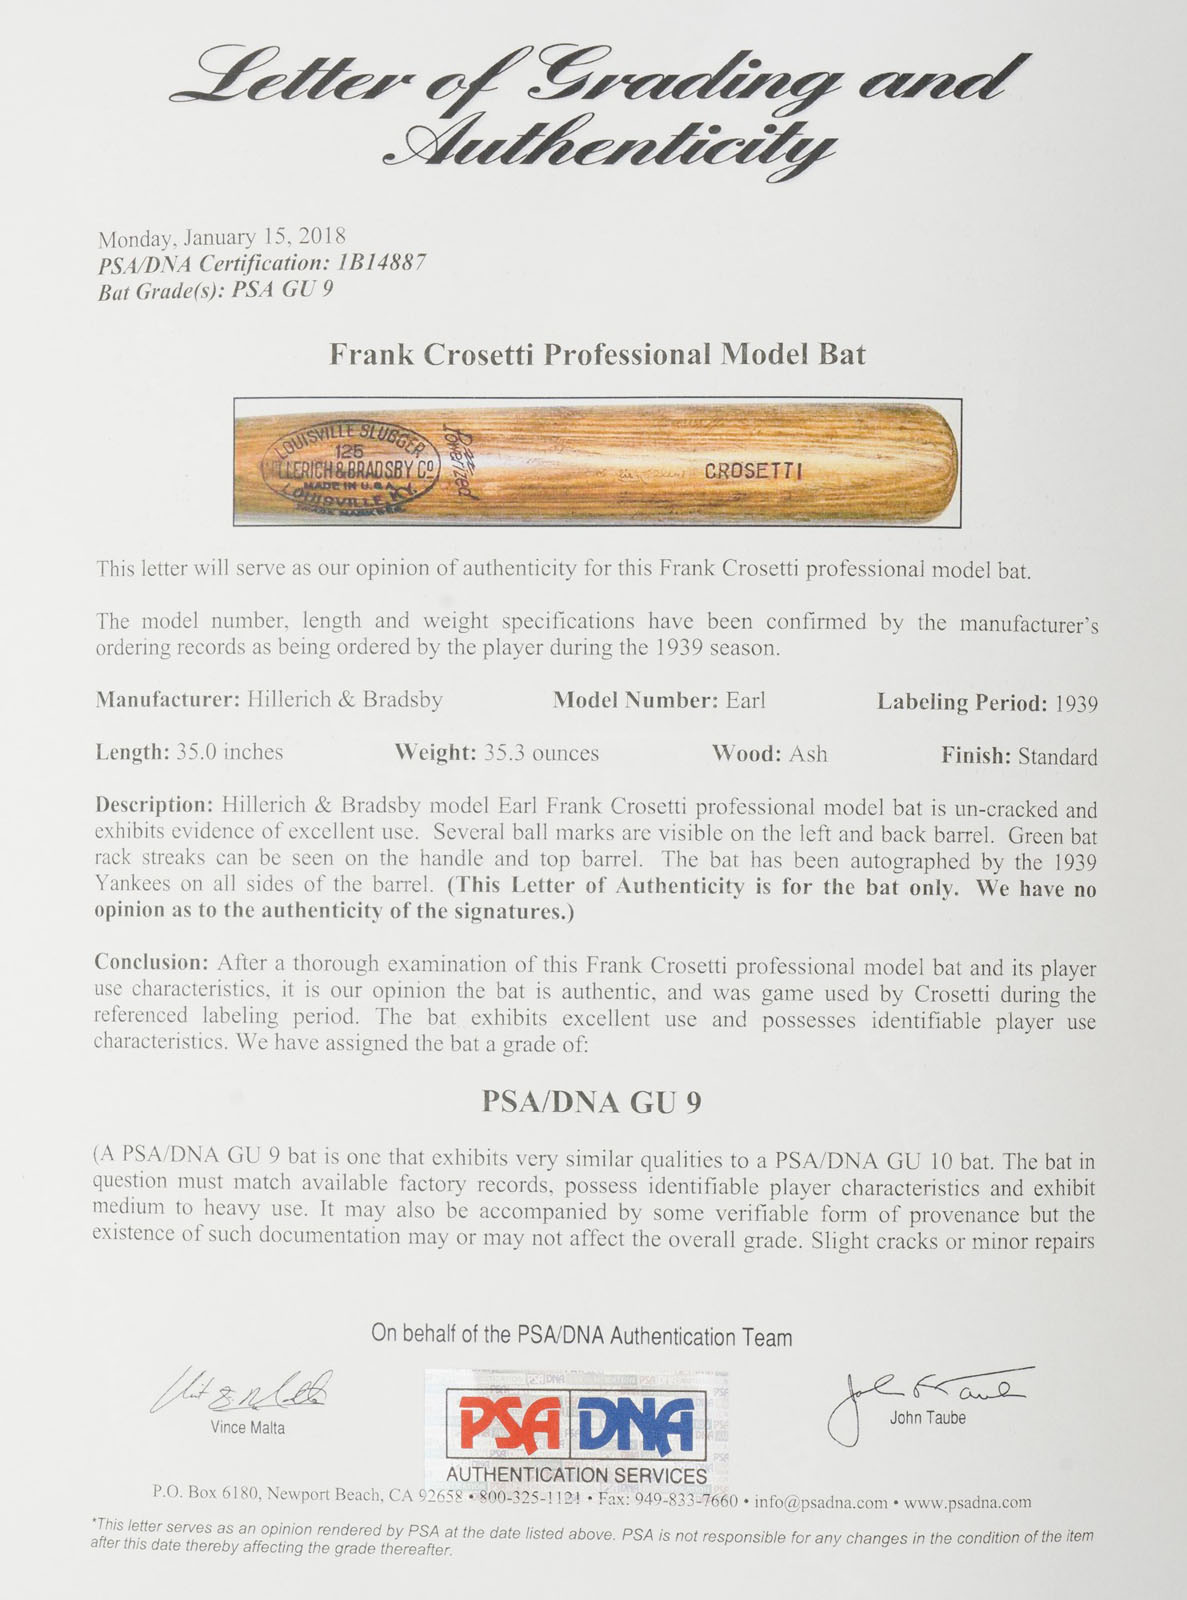 Letter of Grading and
Authenticity
Monday, January 15, 2018
PSA/DNA Certification: 1B14887
Bat Grade(s): PSA GU 9
Frank Crosetti Professional Model Bat
LOUISVILLE SLUGGER
125
HILLERICH & BRADSBY CO
MADE IN U.S.A.
LOUISVILLE KY.
Powerized
CROSETTI
This letter will serve as our opinion of authenticity for this Frank Crosetti professional model bat.
The model number, length and weight specifications have been confirmed by the manufacturer's
ordering records as being ordered by the player during the 1939 season.
Manufacturer: Hillerich & Bradsby Model Number: Earl Labeling Period: 1939
Length: 35.0 inches Weight: 35.3 ounces Wood: Ash Finish: Standard
Description: Hillerich & Bradsby model Earl Frank Crosetti professional model bat is un-cracked and
exhibits evidence of excellent use. Several ball marks are visible on the left and back barrel. Green bat
rack streaks can be seen on the handle and top barrel. The bat has been autographed by the 1939
Yankees on all sides of the barrel. (This Letter of Authenticity is for the bat only. We have no
opinion as to the authenticity of the signatures.)
Conclusion: After a thorough examination of this Frank Crosetti professional model bat and its player
use characteristics, it is our opinion the bat is authentic, and was game used by Crosetti during the
referenced labeling period. The bat exhibits excellent use and possesses identifiable player use
characteristics. We have assigned the bat a grade of:
PSA/DNA GU 9
(A PSA/DNA GU 9 bat is one that exhibits very similar qualities to a PSA/DNA GU 10 bat. The bat in
question must match available factory records, possess identifiable player characteristics and exhibit
medium to heavy use. It may also be accompanied by some verifiable form of provenance but the
existence of such documentation may or may not affect the overall grade. Slight cracks or minor repairs
On behalf of the PSA/DNA Authentication Team
Vince Malta
John Taube
PSA DNA
AUTHENTICATION SERVICES
P.O. Box 6180, Newport Beach, CA 92658 • 800-325-1121 • Fax: 949-833-7660 • info@psadna.com • www.psadna.com
*This letter serves as an opinion rendered by PSA at the date listed above. PSA is not responsible for any changes in the condition of the item
after this date thereby affecting the grade thereafter.